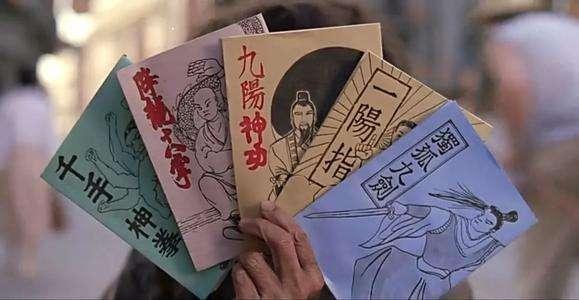 千手神拳
降龍十八掌
九陽神功
一陽指
獨孤九劍